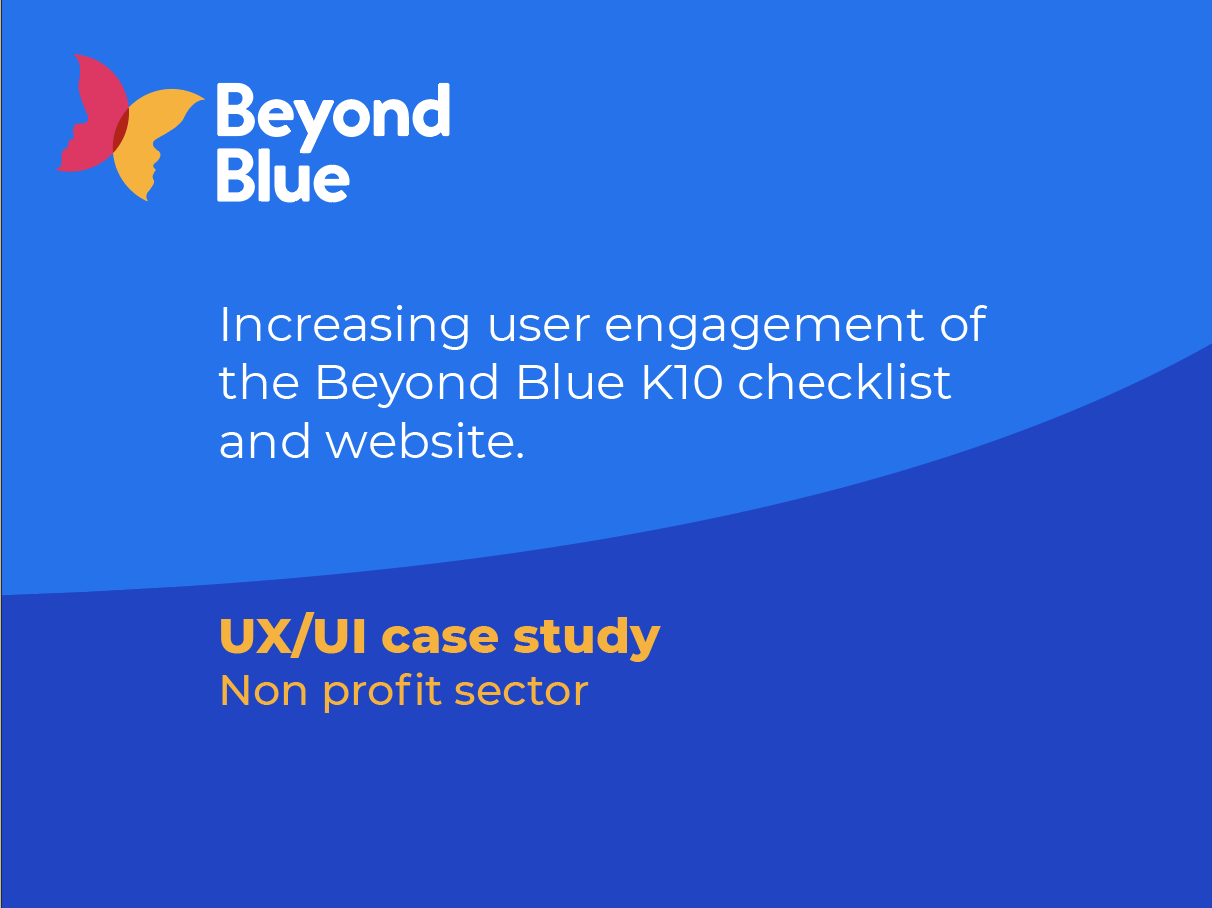 Beyond
Blue
Increasing user engagement of
the Beyond Blue K10 checklist
and website.
UX/UI case study
Non profit sector